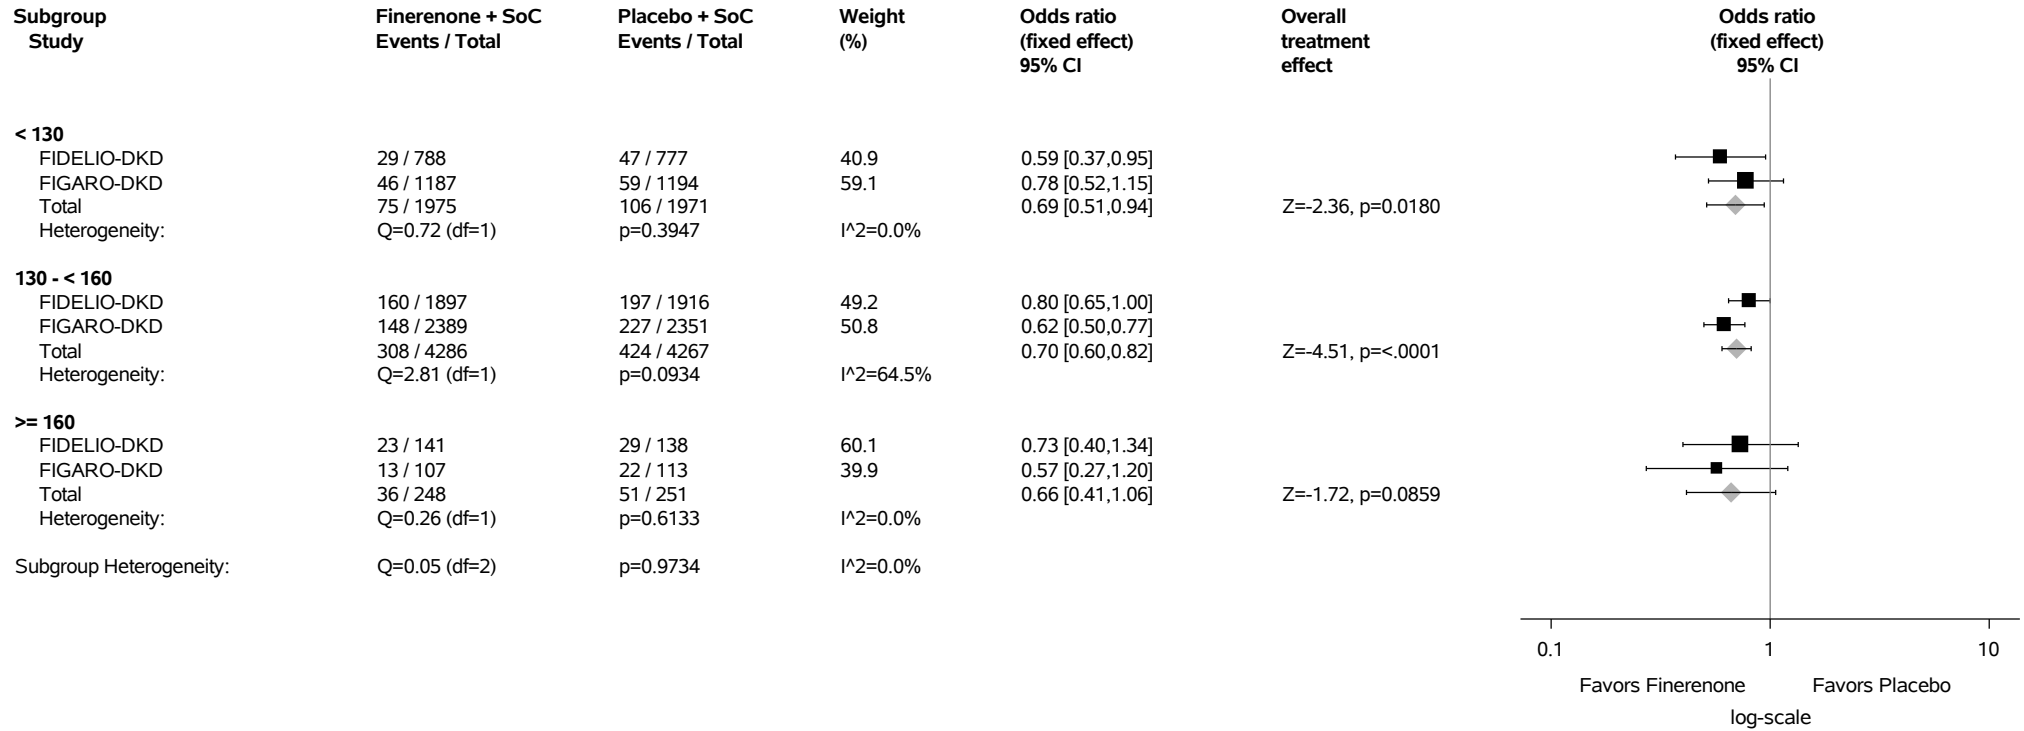 Subgroup Finerenone + SoC Placebo + SoC Weight Odds ratio Overall Odds ratio
Study Events / Total Events / Total (%) (fixed effect) treatment (fixed effect)
95% CI effect 95% CI
< 130
FIDELIO-DKD 29 / 788 47 / 777 40.9 0.59 [0.37,0.95]
FIGARO-DKD 46 / 1187 59 / 1194 59.1 0.78 [0.52,1.15]
Total 75 / 1975 106 / 1971 0.69 [0.51,0.94] Z=-2.36, p=0.0180
Heterogeneity: Q=0.72 (df=1) p=0.3947 I^2=0.0%
130 - < 160
FIDELIO-DKD 160 / 1897 197 / 1916 49.2 0.80 [0.65,1.00]
FIGARO-DKD 148 / 2389 227 / 2351 50.8 0.62 [0.50,0.77]
Total 308 / 4286 424 / 4267 0.70 [0.60,0.82] Z=-4.51, p=<.0001
Heterogeneity: Q=2.81 (df=1) p=0.0934 I^2=64.5%
>= 160
FIDELIO-DKD 23 / 141 29 / 138 60.1 0.73 [0.40,1.34]
FIGARO-DKD 13 / 107 22 / 113 39.9 0.57 [0.27,1.20]
Total 36 / 248 51 / 251 0.66 [0.41,1.06] Z=-1.72, p=0.0859
Heterogeneity: Q=0.26 (df=1) p=0.6133 I^2=0.0%
Subgroup Heterogeneity: Q=0.05 (df=2) p=0.9734 I^2=0.0%
0.1 1 10
Favors Finerenone Favors Placebo
log-scale